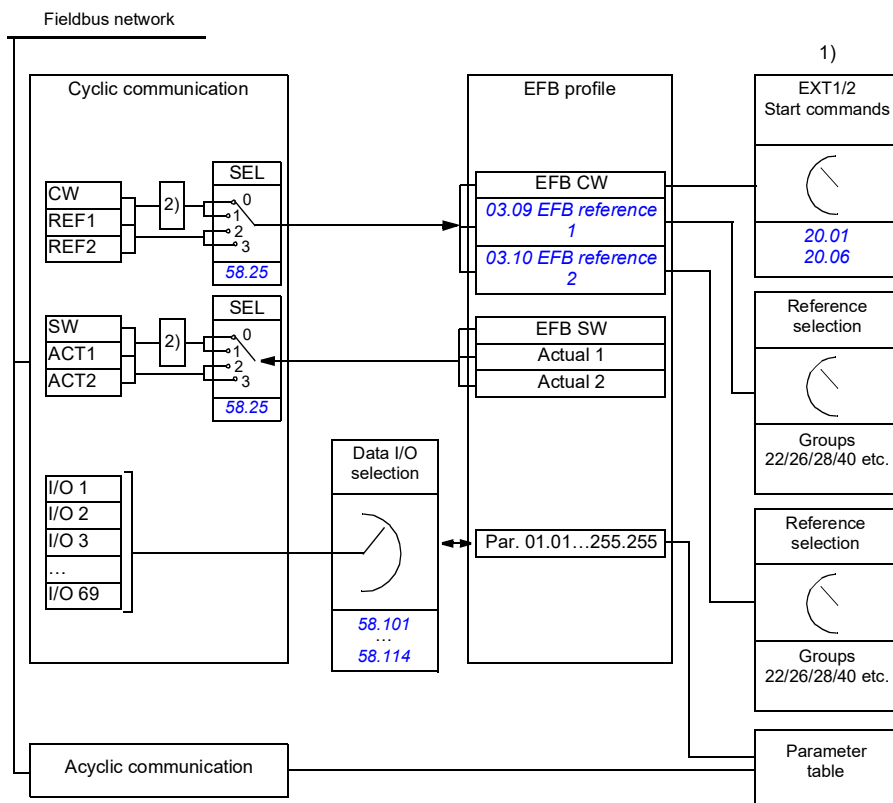 Fieldbus network
Cyclic communication
CW
REF1
REF2
2)
SEL
0
1
2
3
58.25
SW
ACT1
ACT2
2)
SEL
0
1
2
3
58.25
I/O 1
I/O 2
I/O 3
...
I/O 69
Data I/O
selection
58.101
...
58.114
EFB profile
EFB CW
03.09 EFB reference
1
03.10 EFB reference
2
EFB SW
Actual 1
Actual 2
Par. 01.01…255.255
1)
EXT1/2
Start commands
20.01
20.06
Reference
selection
Groups
22/26/28/40 etc.
Reference
selection
Groups
22/26/28/40 etc.
Acyclic communication
Parameter
table